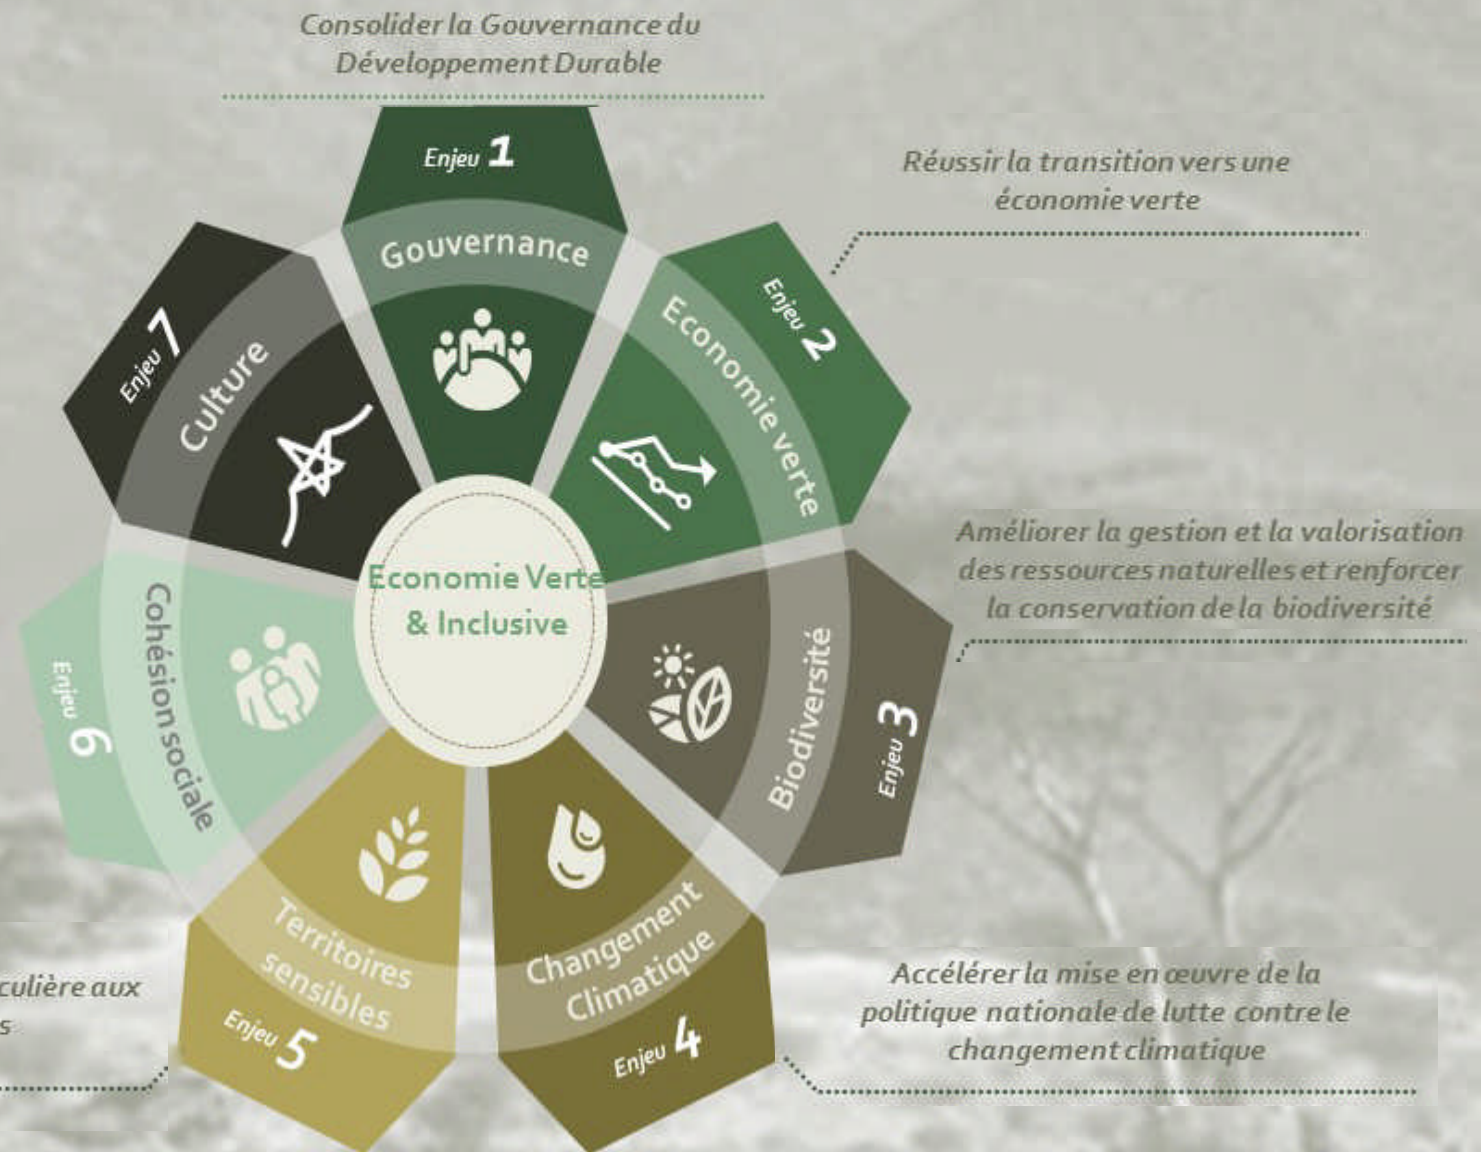 Consolider la Gouvernance du
Développement Durable
Enjeu 1
Gouvernance
Réussir la transition vers une
économie verte
Enjeu 2
Economie verte
Améliorer la gestion et la valorisation
des ressources naturelles et renforcer
la conservation de la biodiversité
Enjeu 3
Biodiversité
Accélérer la mise en œuvre de la
politique nationale de lutte contre le
changement climatique
Enjeu 4
Changement
Climatique
culière aux
s
Enjeu 5
Territoires
sensibles
Enjeu 6
Cohésion sociale
Enjeu 7
Culture
Economie Verte
& Inclusive